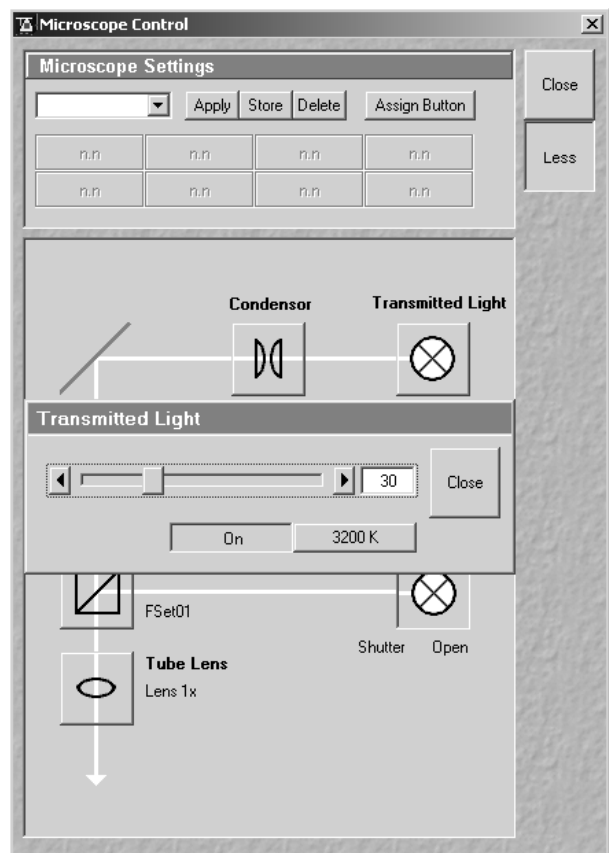 Microscope Control
Microscope Settings
Close
Apply Store Delete Assign Button
n.n n.n n.n n.n
Less
n.n n.n n.n n.n
Condensor Transmitted Light
Transmitted Light
30 Close
On 3200 K
FSet01
Shutter Open
Tube Lens
Lens 1x